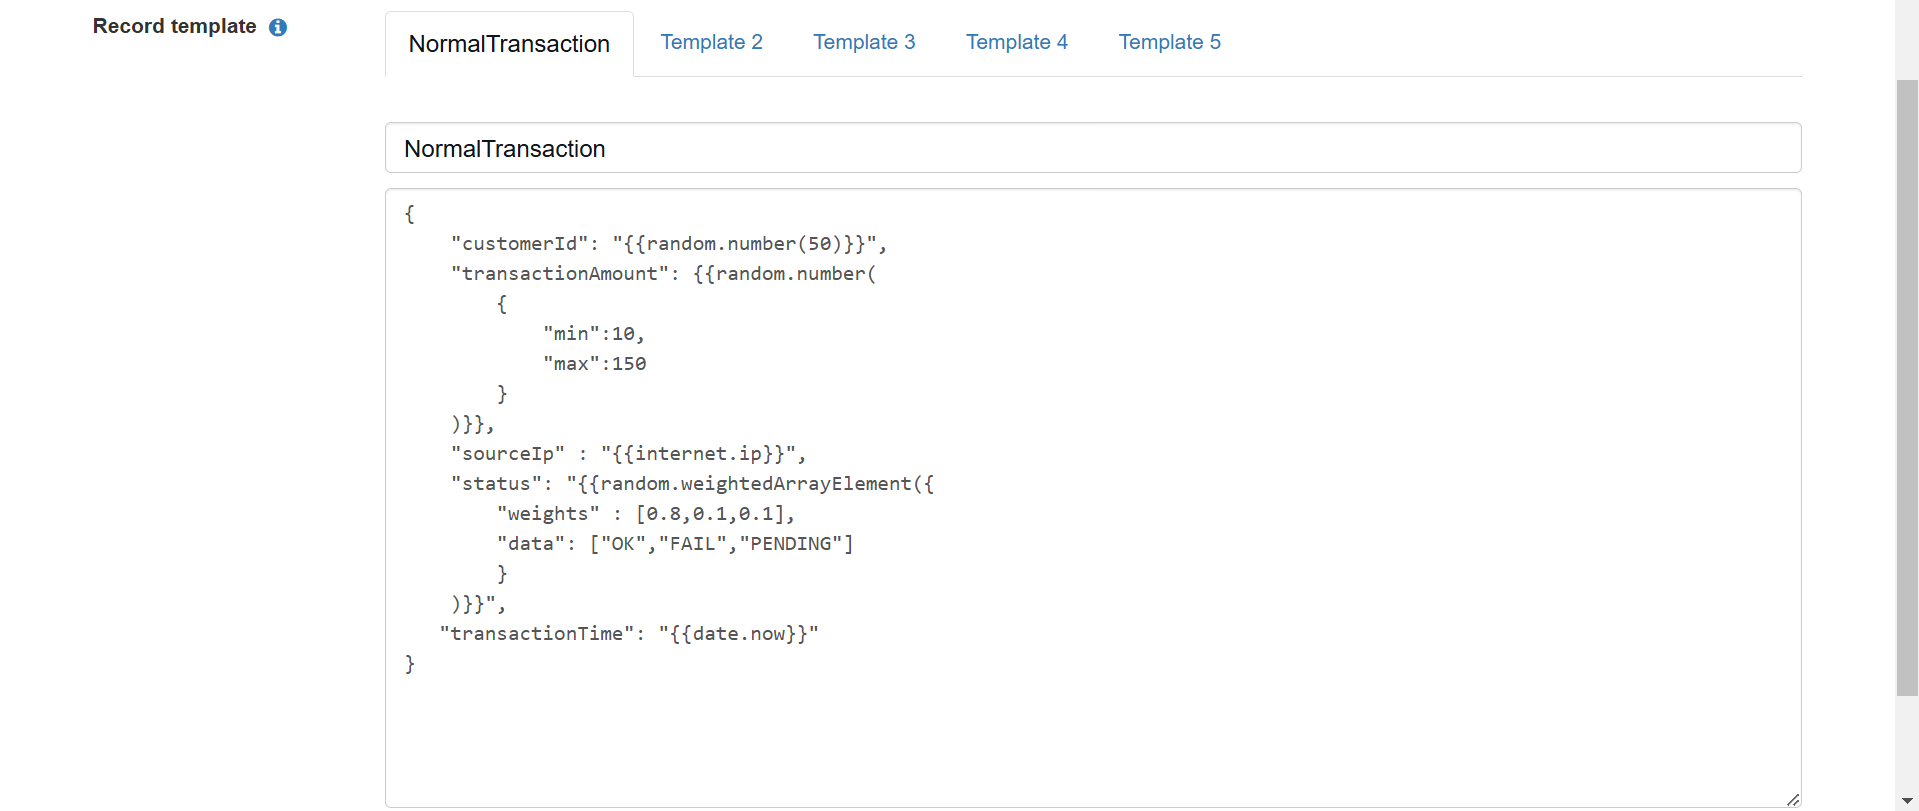 Record template
NormalTransaction Template 2 Template 3 Template 4 Template 5
NormalTransaction
{
    "customerId": "{{random.number(50)}}",
    "transactionAmount": {{random.number(
        {
            "min":10,
            "max":150
        }
    )}},
    "sourceIp" : "{{internet.ip}}",
    "status": "{{random.weightedArrayElement({
        "weights" : [0.8,0.1,0.1],
        "data": ["OK","FAIL","PENDING"]
        }
    )}}",
   "transactionTime": "{{date.now}}"
}